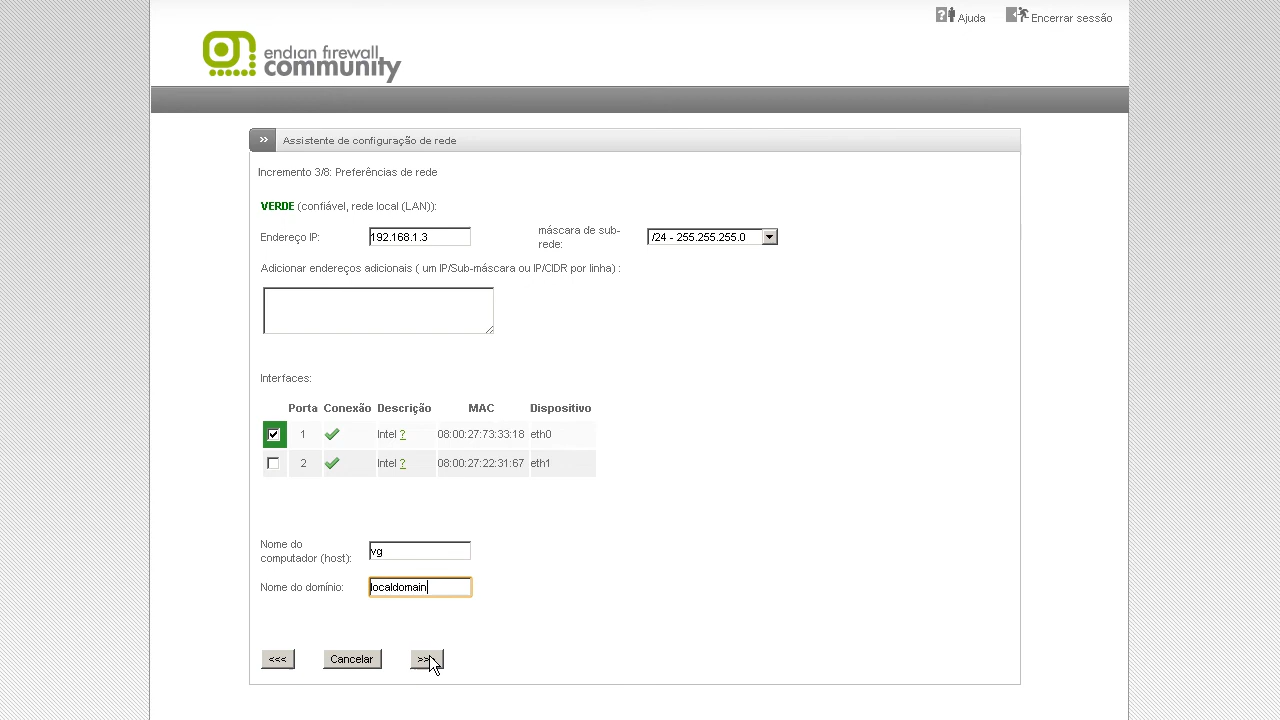 Ajuda
Encerrar sessão
endian firewall
community
>> Assistente de configuração de rede
Incremento 3/8: Preferências de rede
VERDE (confiável, rede local (LAN)):
Endereço IP: 192.168.1.3
máscara de sub-
rede: /24 - 255.255.255.0
Adicionar endereços adicionais ( um IP/Sub-máscara ou IP/CIDR por linha) :
Interfaces:
Porta Conexão Descrição MAC Dispositivo
1 Intel ? 08:00:27:73:33:18 eth0
2 Intel ? 08:00:27:22:31:67 eth1
Nome do
computador (host): vg
Nome do domínio: localdomain
<<< Cancelar >>>